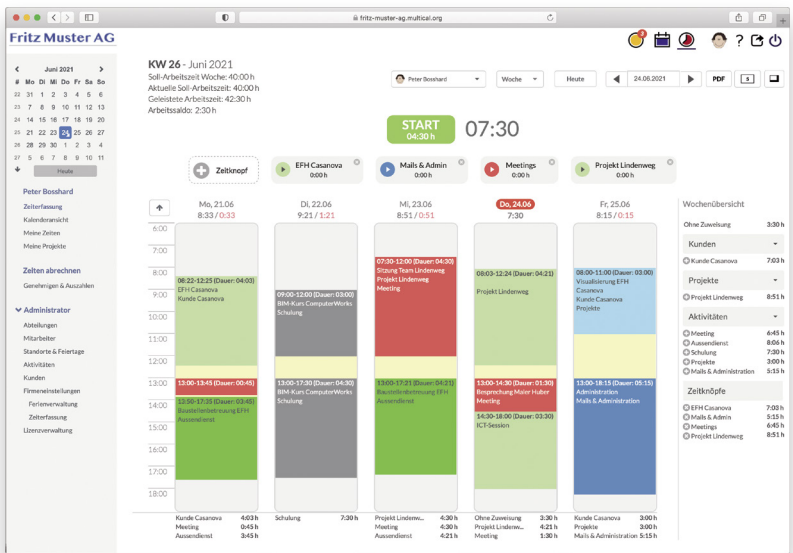 fritz-muster-ag.multical.org
Fritz Muster AG
2
?
< Juni 2021 >
# Mo Di Mi Do Fr Sa So
22 31 1 2 3 4 5 6
23 7 8 9 10 11 12 13
24 14 15 16 17 18 19 20
25 21 22 23 24 25 26 27
26 28 29 30 1 2 3 4
27 5 6 7 8 9 10 11
Heute
Peter Bosshard
Zeiterfassung
Kalenderansicht
Meine Zeiten
Meine Projekte
Zeiten abrechnen
Genehmigen & Auszahlen
Administrator
Abteilungen
Mitarbeiter
Standorte & Feiertage
Aktivitäten
Kunden
Firmeneinstellungen
Ferienverwaltung
Zeiterfassung
Lizenzverwaltung
KW 26 - Juni 2021
Soll-Arbeitszeit Woche: 40:00 h
Aktuelle Soll-Arbeitszeit: 40:00 h
Geleistete Arbeitszeit: 42:30 h
Arbeitssaldo: 2:30 h
Peter Bosshard
Woche
Heute
24.06.2021
PDF
5
START
04:30 h
07:30
Zeitknopf
EFH Casanova
0:00 h
Mails & Admin
0:00 h
Meetings
0:00 h
Projekt Lindenweg
0:00 h
Mo, 21.06
8:33 / 0:33
Di, 22.06
9:21 / 1:21
Mi, 23.06
8:51 / 0:51
Do, 24.06
7:30
Fr, 25.06
8:15 / 0:15
6:00
7:00
8:00
9:00
10:00
11:00
12:00
13:00
14:00
15:00
16:00
17:00
18:00
08:22-12:25 (Dauer: 04:03)
EFH Casanova
Kunde Casanova
13:00-13:45 (Dauer: 00:45)
13:50-17:35 (Dauer: 03:45)
Baustellenbetreuung EFH
Aussendienst
09:00-12:00 (Dauer: 03:00)
BIM-Kurs ComputerWorks
Schulung
13:00-17:30 (Dauer: 04:30)
BIM-Kurs ComputerWorks
Schulung
07:30-12:00 (Dauer: 04:30)
Sitzung Team Lindenweg
Projekt Lindenweg
Meeting
13:00-17:21 (Dauer: 04:21)
Baustellenbetreuung EFH
Aussendienst
08:03-12:24 (Dauer: 04:21)
Projekt Lindenweg
13:00-14:30 (Dauer: 01:30)
Besprechung Maier Huber
Meeting
14:30-18:00 (Dauer: 03:30)
ICT-Session
08:00-11:00 (Dauer: 03:00)
Visualisierung EFH
Casanova
Kunde Casanova
Projekte
13:00-18:15 (Dauer: 05:15)
Administration
Mails & Administration
Kunde Casanova 4:03 h
Meeting 0:45 h
Aussendienst 3:45 h
Schulung 7:30 h
Projekt Lindenw... 4:30 h
Meeting 4:30 h
Aussendienst 4:21 h
Ohne Zuweisung 3:30 h
Projekt Lindenw... 4:21 h
Meeting 1:30 h
Kunde Casanova 3:00 h
Projekte 3:00 h
Mails & Administration 5:15 h
Wochenübersicht
Ohne Zuweisung 3:30 h
Kunden
Kunde Casanova 7:03 h
Projekte
Projekt Lindenweg 8:51 h
Aktivitäten
Meeting 6:45 h
Aussendienst 8:06 h
Schulung 7:30 h
Projekte 3:00 h
Mails & Administration 5:15 h
Zeitknöpfe
EFH Casanova 7:03 h
Mails & Admin 5:15 h
Meetings 6:45 h
Projekt Lindenweg 8:51 h